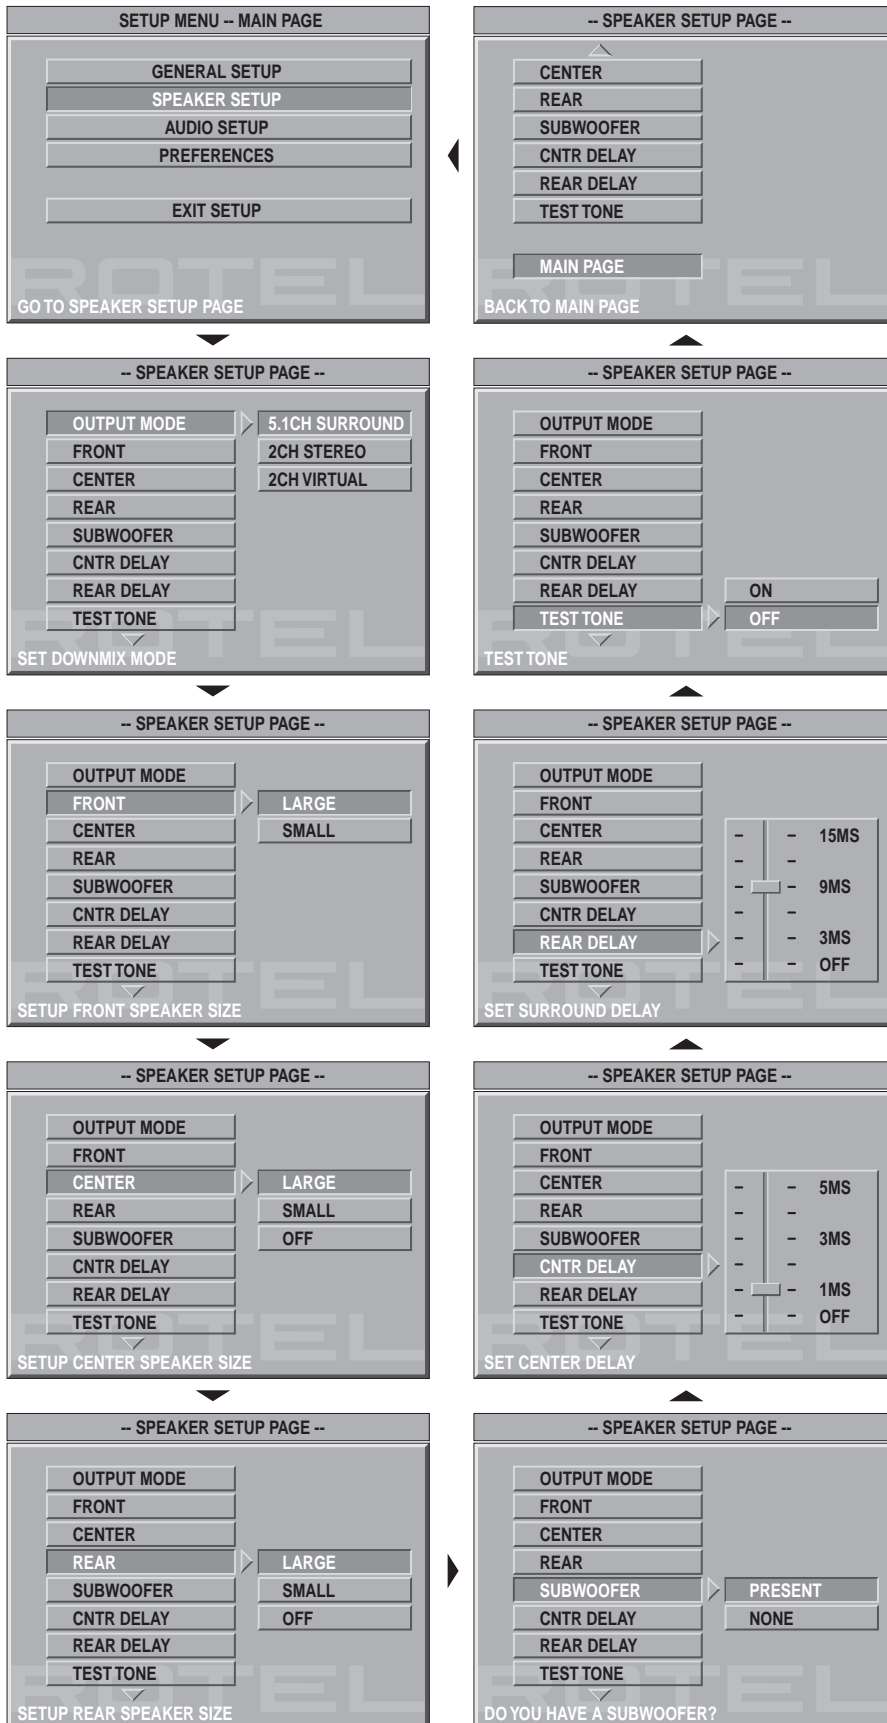 SETUP MENU -- MAIN PAGE
GENERAL SETUP
SPEAKER SETUP
AUDIO SETUP
PREFERENCES
EXIT SETUP
ROTEL
GO TO SPEAKER SETUP PAGE
-- SPEAKER SETUP PAGE --
OUTPUT MODE
5.1CH SURROUND
FRONT
2CH STEREO
CENTER
2CH VIRTUAL
REAR
SUBWOOFER
CNTR DELAY
REAR DELAY
TEST TONE
ROTEL
SET DOWNMIX MODE
-- SPEAKER SETUP PAGE --
OUTPUT MODE
FRONT
LARGE
CENTER
SMALL
REAR
SUBWOOFER
CNTR DELAY
REAR DELAY
TEST TONE
ROTEL
SETUP FRONT SPEAKER SIZE
-- SPEAKER SETUP PAGE --
OUTPUT MODE
FRONT
CENTER
LARGE
REAR
SMALL
SUBWOOFER
OFF
CNTR DELAY
REAR DELAY
TEST TONE
ROTEL
SETUP CENTER SPEAKER SIZE
-- SPEAKER SETUP PAGE --
OUTPUT MODE
FRONT
CENTER
REAR
LARGE
SUBWOOFER
SMALL
CNTR DELAY
OFF
REAR DELAY
TEST TONE
ROTEL
SETUP REAR SPEAKER SIZE
-- SPEAKER SETUP PAGE --
OUTPUT MODE
FRONT
CENTER
REAR
SUBWOOFER
PRESENT
CNTR DELAY
NONE
REAR DELAY
TEST TONE
ROTEL
DO YOU HAVE A SUBWOOFER?
-- SPEAKER SETUP PAGE --
OUTPUT MODE
FRONT
CENTER
5MS
REAR
SUBWOOFER
3MS
CNTR DELAY
REAR DELAY
1MS
TEST TONE
OFF
ROTEL
SET CENTER DELAY
-- SPEAKER SETUP PAGE --
OUTPUT MODE
FRONT
CENTER
15MS
REAR
SUBWOOFER
9MS
CNTR DELAY
REAR DELAY
3MS
TEST TONE
OFF
ROTEL
SET SURROUND DELAY
-- SPEAKER SETUP PAGE --
OUTPUT MODE
FRONT
CENTER
REAR
SUBWOOFER
CNTR DELAY
REAR DELAY
ON
TEST TONE
OFF
ROTEL
TEST TONE
-- SPEAKER SETUP PAGE --
CENTER
REAR
SUBWOOFER
CNTR DELAY
REAR DELAY
TEST TONE
MAIN PAGE
ROTEL
BACK TO MAIN PAGE